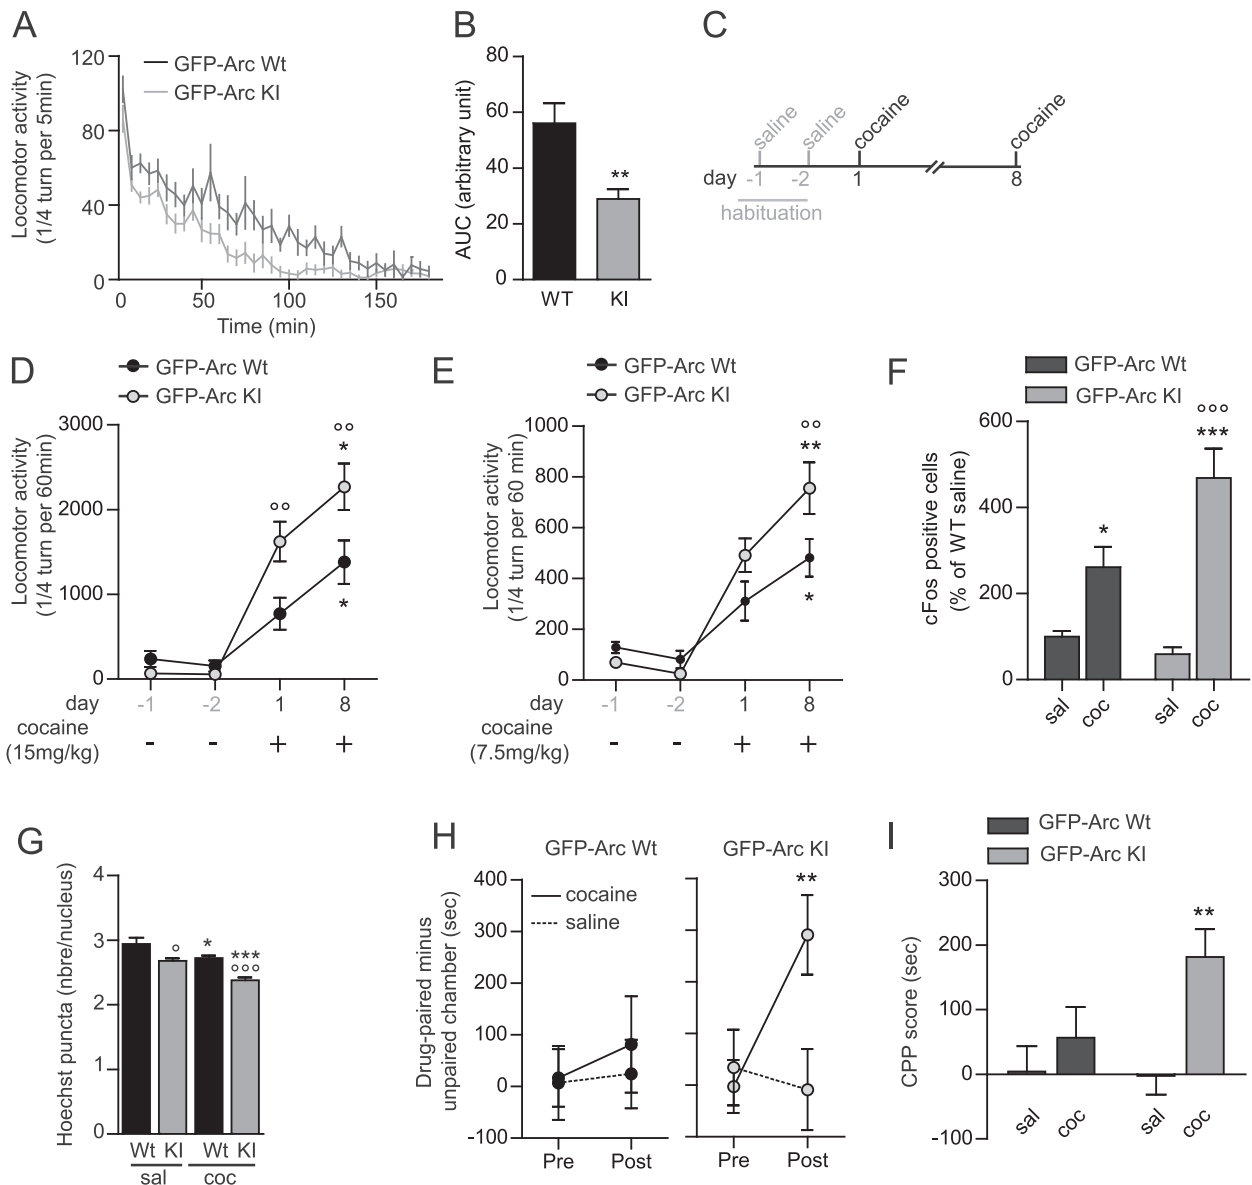 A
Locomotor activity
(1/4 turn per 5min)
GFP-Arc Wt
GFP-Arc KI
120
80
40
0
0 50 100 150
Time (min)
B
AUC (arbitrary unit)
80
60
40
20
0
**
WT KI
C
saline saline cocaine cocaine
day -1 -2 1 8
habituation
D
GFP-Arc Wt
GFP-Arc KI
Locomotor activity
(1/4 turn per 60min)
3000
2000
1000
0
°°
°°
*
*
day -1 -2 1 8
cocaine
(15mg/kg) - - + +
E
GFP-Arc Wt
GFP-Arc KI
Locomotor activity
(1/4 turn per 60 min)
1000
800
600
400
200
0
°°
**
*
day -1 -2 1 8
cocaine
(7.5mg/kg) - - + +
F
GFP-Arc Wt
GFP-Arc KI
cFos positive cells
(% of WT saline)
600
400
200
0
*
°°°
***
sal coc sal coc
G
Hoechst puncta (nbre/nucleus)
4
3
2
1
0
° * ***
°°°
Wt KI Wt KI
sal coc
H
GFP-Arc Wt GFP-Arc KI
Drug-paired minus
unpaired chamber (sec)
400
300
200
100
0
-100
cocaine
saline
**
Pre Post Pre Post
I
GFP-Arc Wt
GFP-Arc KI
CPP score (sec)
300
200
100
0
-100
**
sal coc sal coc